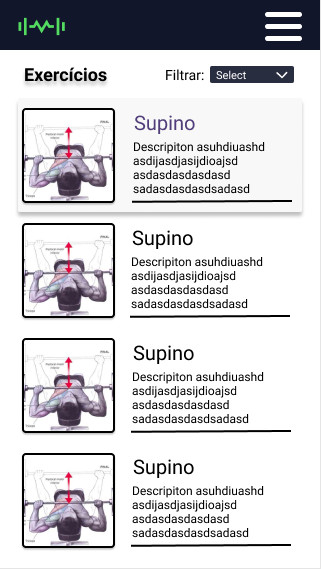 Exercícios
Filtrar:
Select
Supino
Descripiton asuhdiuashd
asdijasdjasijdioajsd
asdasdasdasdasd
sadasdasdasdsadasd
Supino
Descripiton asuhdiuashd
asdijasdjasijdioajsd
asdasdasdasdasd
sadasdasdasdsadasd
Supino
Descripiton asuhdiuashd
asdijasdjasijdioajsd
asdasdasdasdasd
sadasdasdasdsadasd
Supino
Descripiton asuhdiuashd
asdijasdjasijdioajsd
asdasdasdasdasd
sadasdasdasdsadasd